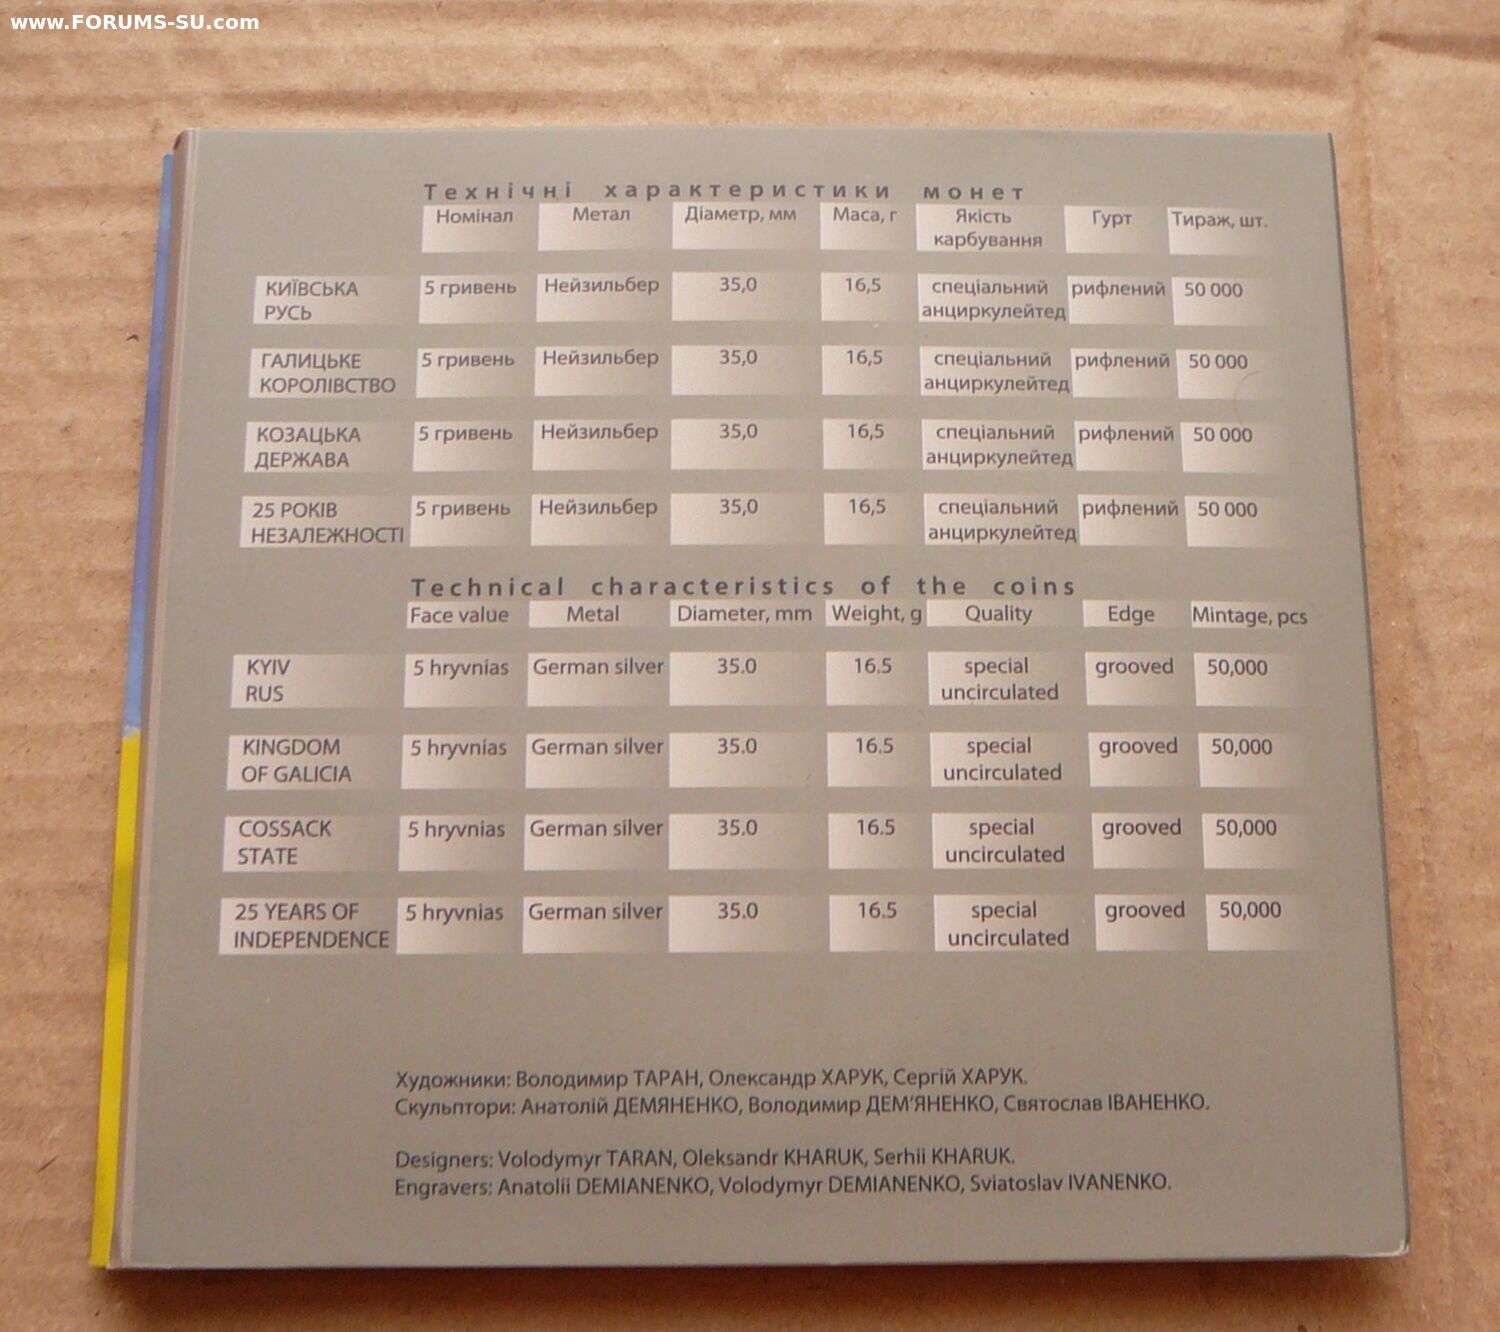 www.FORUMS-SU.com
Технічні характеристики монет
Номінал Метал Діаметр, мм Маса, г Якість карбування Гурт Тираж, шт.
КИЇВСЬКА РУСЬ 5 гривень Нейзильбер 35,0 16,5 спеціальний анциркулейтед рифлений 50 000
ГАЛИЦЬКЕ КОРОЛІВСТВО 5 гривень Нейзильбер 35,0 16,5 спеціальний анциркулейтед рифлений 50 000
КОЗАЦЬКА ДЕРЖАВА 5 гривень Нейзильбер 35,0 16,5 спеціальний анциркулейтед рифлений 50 000
25 РОКІВ НЕЗАЛЕЖНОСТІ 5 гривень Нейзильбер 35,0 16,5 спеціальний анциркулейтед рифлений 50 000
Technical characteristics of the coins
Face value Metal Diameter, mm Weight, g Quality Edge Mintage, pcs
KYIV RUS 5 hryvnias German silver 35.0 16.5 special uncirculated grooved 50,000
KINGDOM OF GALICIA 5 hryvnias German silver 35.0 16.5 special uncirculated grooved 50,000
COSSACK STATE 5 hryvnias German silver 35.0 16.5 special uncirculated grooved 50,000
25 YEARS OF INDEPENDENCE 5 hryvnias German silver 35.0 16.5 special uncirculated grooved 50,000
Художники: Володимир ТАРАН, Олександр ХАРУК, Сергій ХАРУК.
Скульптори: Анатолій ДЕМЯНЕНКО, Володимир ДЕМ'ЯНЕНКО, Святослав ІВАНЕНКО.
Designers: Volodymyr TARAN, Oleksandr KHARUK, Serhii KHARUK.
Engravers: Anatolii DEMIANENKO, Volodymyr DEMIANENKO, Sviatoslav IVANENKO.